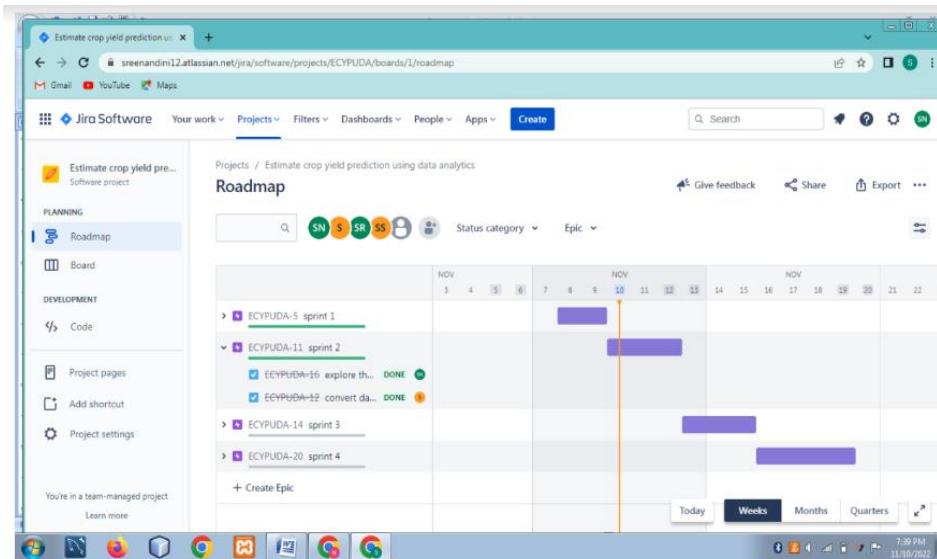 Estimate crop yield prediction us
sreenandini12.atlassian.net/jira/software/projects/ECYPUDA/boards/1/roadmap
S
Gmail YouTube Maps
Jira Software Your work Projects Filters Dashboards People Apps Create Search SN
Estimate crop yield pre...
Software project
PLANNING
Roadmap
Board
DEVELOPMENT
Code
Project pages
Add shortcut
Project settings
You're in a team-managed project
Learn more
Projects / Estimate crop yield prediction using data analytics
Roadmap Give feedback Share Export
SN S SR SS Status category Epic
NOV NOV NOV
3 4 5 6 7 8 9 10 11 12 13 14 15 16 17 18 19 20 21 22
ECYPUDA-5 sprint 1
ECYPUDA-11 sprint 2
ECYPUDA-16 explore th... DONE SN
ECYPUDA-12 convert da... DONE S
ECYPUDA-14 sprint 3
ECYPUDA-20 sprint 4
+ Create Epic
Today Weeks Months Quarters
7:39 PM
11/10/2022